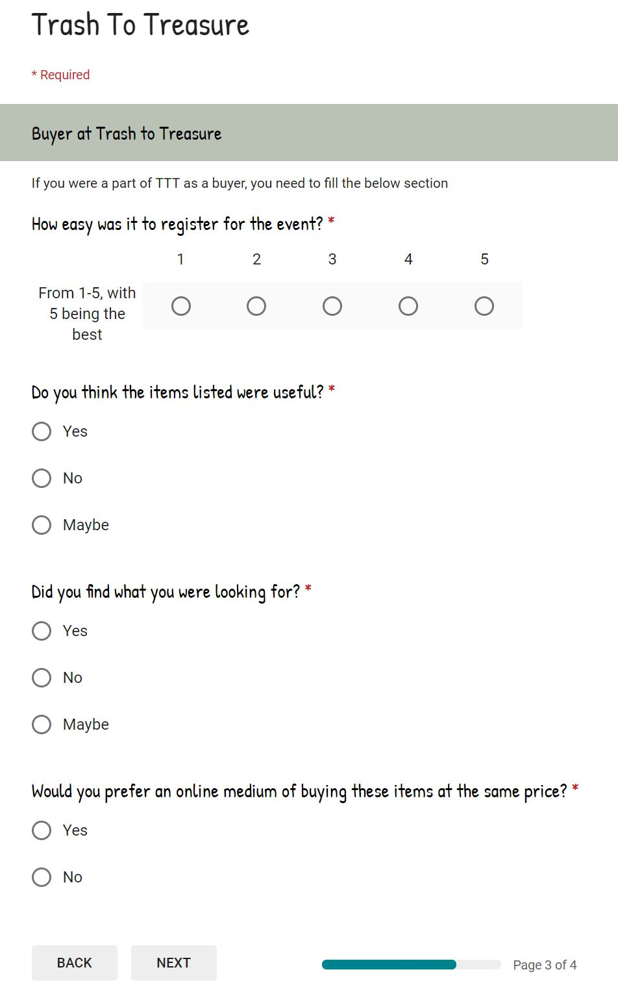 Trash To Treasure
* Required
Buyer at Trash to Treasure
If you were a part of TTT as a buyer, you need to fill the below section
How easy was it to register for the event? *
1 2 3 4 5
From 1-5, with
5 being the
best
Do you think the items listed were useful? *
Yes
No
Maybe
Did you find what you were looking for? *
Yes
No
Maybe
Would you prefer an online medium of buying these items at the same price? *
Yes
No
BACK NEXT Page 3 of 4